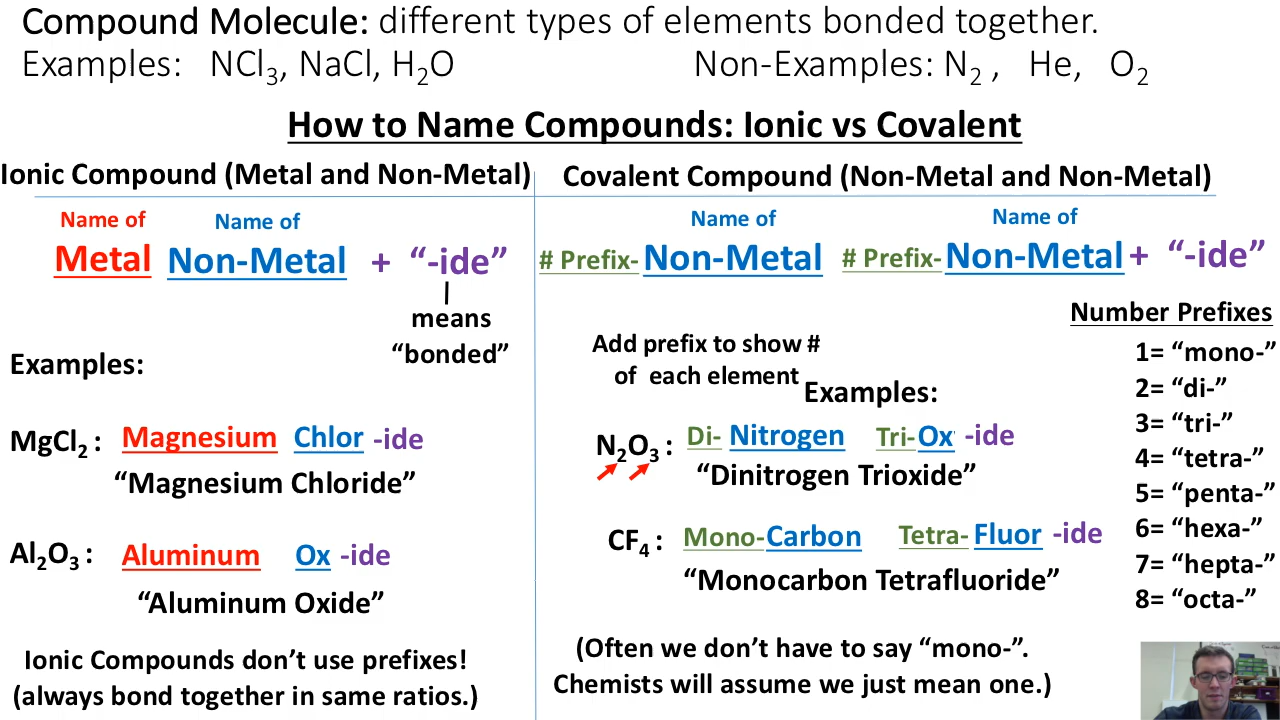 Compound Molecule: different types of elements bonded together.
Examples: NCl₃, NaCl, H₂O Non-Examples: N₂ , He, O₂
How to Name Compounds: Ionic vs Covalent
Ionic Compound (Metal and Non-Metal)
Name of Name of
Metal Non-Metal + “-ide”
means
“bonded”
Examples:
MgCl₂ : Magnesium Chlor -ide
“Magnesium Chloride”
Al₂O₃ : Aluminum Ox -ide
“Aluminum Oxide”
Ionic Compounds don’t use prefixes!
(always bond together in same ratios.)
Covalent Compound (Non-Metal and Non-Metal)
Name of Name of
# Prefix- Non-Metal # Prefix- Non-Metal + “-ide”
Add prefix to show #
of each element
Examples:
N₂O₃ : Di- Nitrogen Tri- Ox -ide
“Dinitrogen Trioxide”
CF₄ : Mono- Carbon Tetra- Fluor -ide
“Monocarbon Tetrafluoride”
(Often we don’t have to say “mono-”.
Chemists will assume we just mean one.)
Number Prefixes
1= “mono-”
2= “di-”
3= “tri-”
4= “tetra-”
5= “penta-”
6= “hexa-”
7= “hepta-”
8= “octa-”